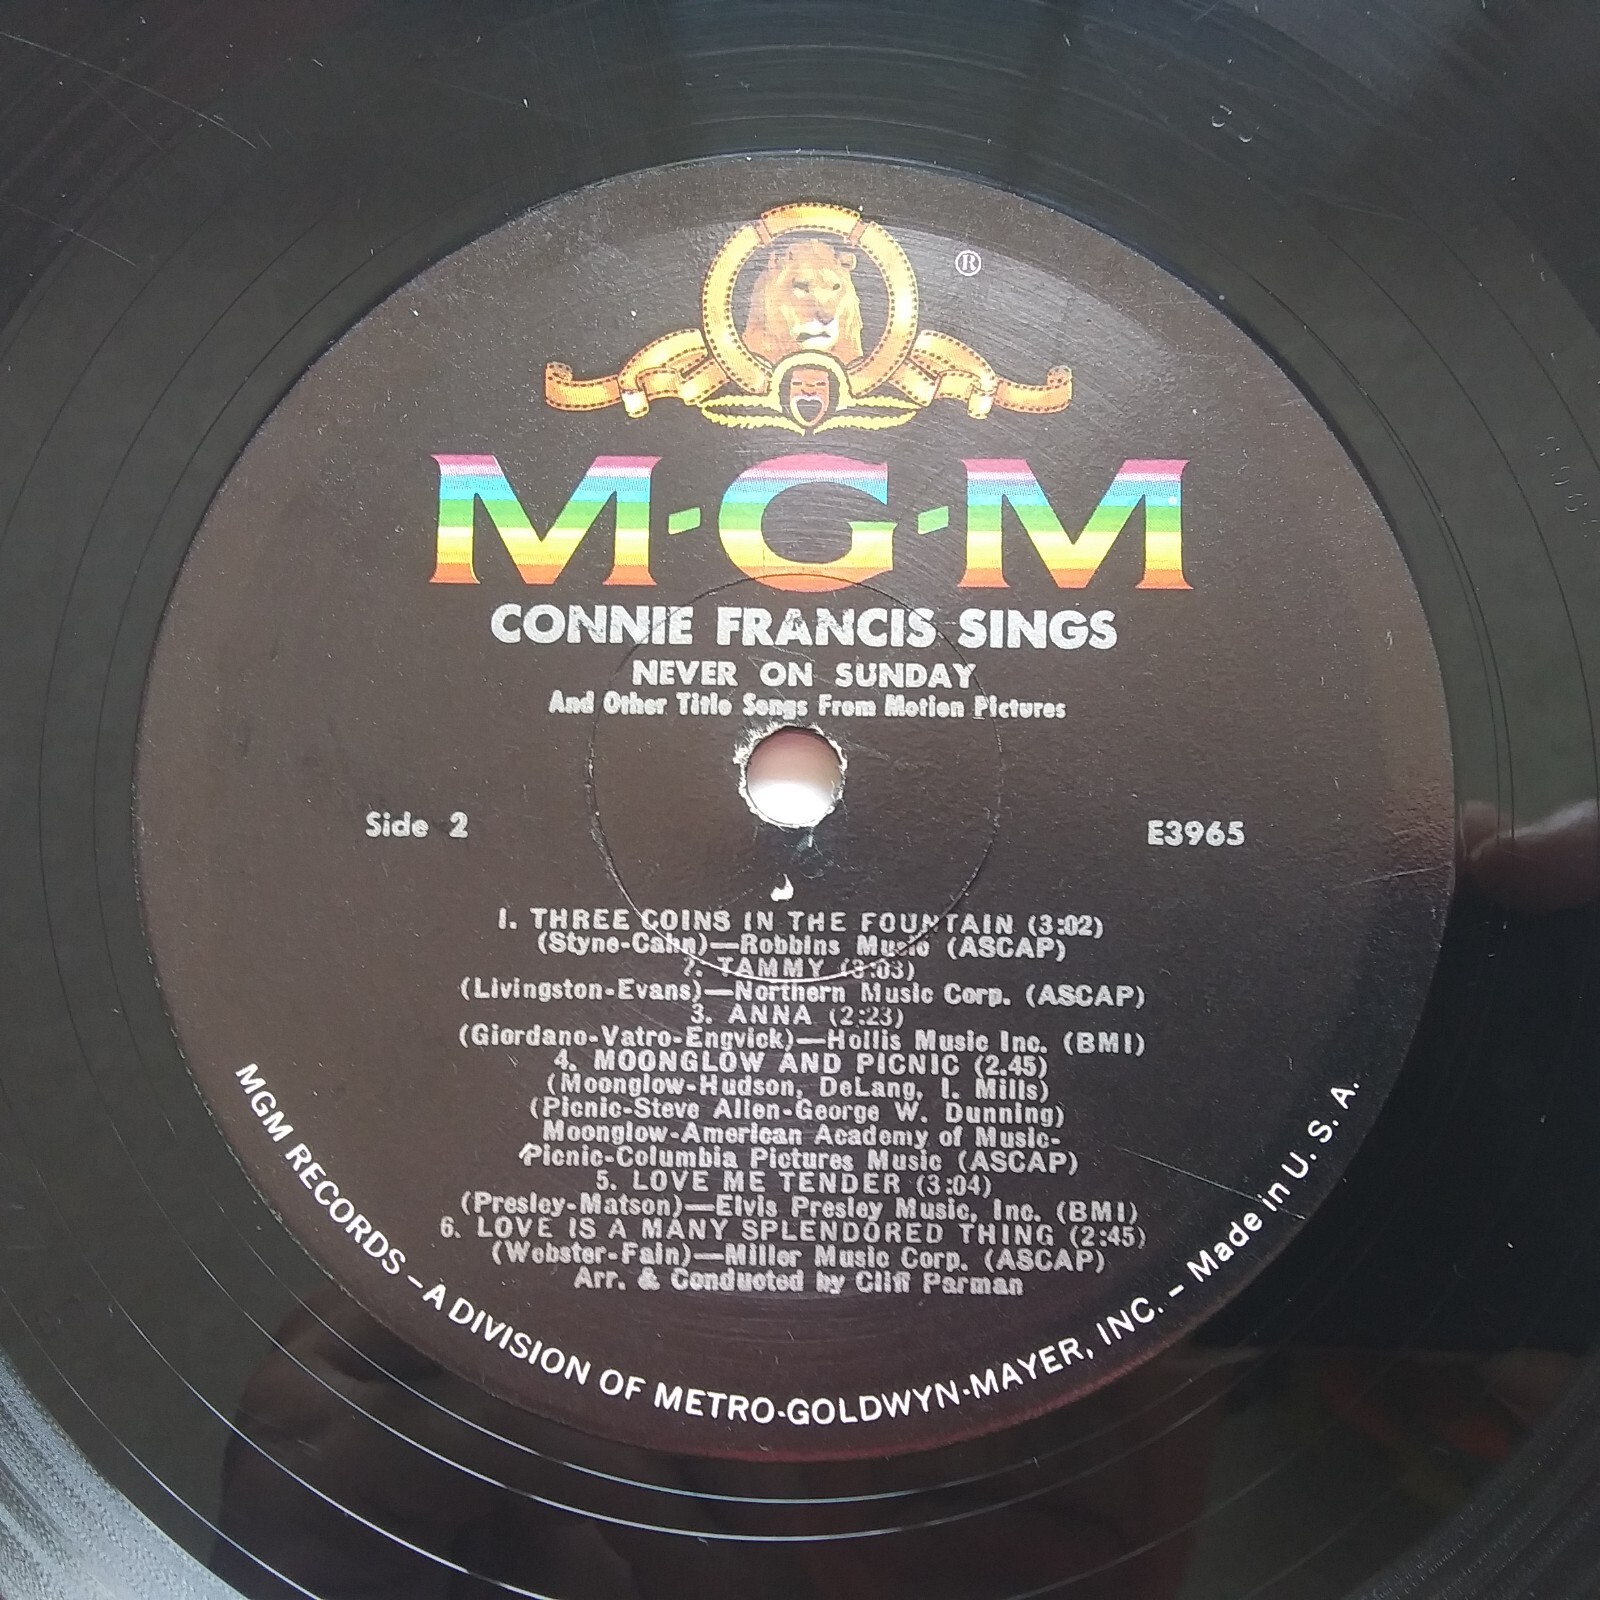 ®
M-G-M
CONNIE FRANCIS SINGS
NEVER ON SUNDAY
And Other Title Songs From Motion Pictures
Side 2
E3965
1. THREE COINS IN THE FOUNTAIN (3:02)
(Styne-Cahn)—Robbins Music (ASCAP)
2. TAMMY (3:03)
(Livingston-Evans)—Northern Music Corp. (ASCAP)
3. ANNA (2:23)
(Giordano-Vatro-Engvick)—Hollis Music Inc. (BMI)
4. MOONGLOW AND PICNIC (2.45)
(Moonglow-Hudson, DeLang, I. Mills)
(Picnic-Steve Allen-George W. Dunning)
Moonglow-American Academy of Music-
Picnic-Columbia Pictures Music (ASCAP)
5. LOVE ME TENDER (3:04)
(Presley-Matson)—Elvis Presley Music, Inc. (BMI)
6. LOVE IS A MANY SPLENDORED THING (2:45)
(Webster-Fain)—Miller Music Corp. (ASCAP)
Arr. & Conducted by Cliff Parman
MGM RECORDS – A DIVISION OF METRO-GOLDWYN-MAYER, INC. – Made in U. S. A.